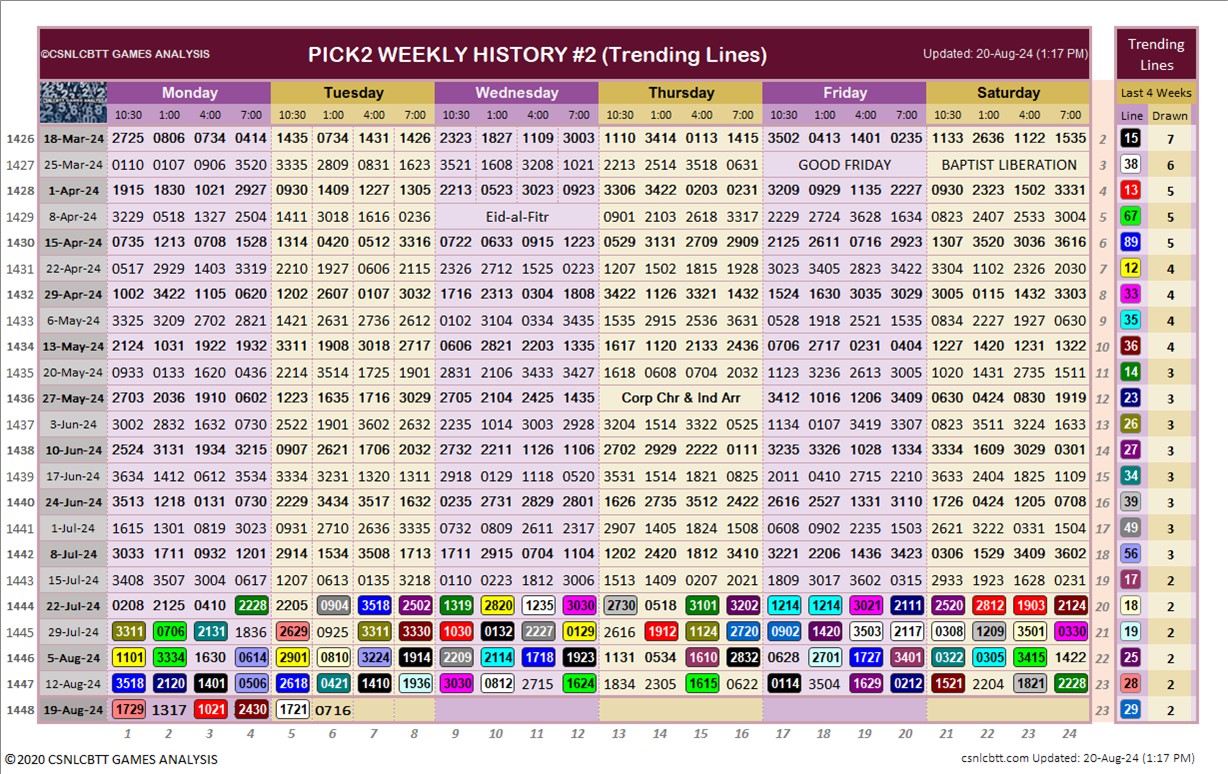 ©CSNLCBTT GAMES ANALYSIS PICK2 WEEKLY HISTORY #2 (Trending Lines) Updated: 20-Aug-24 (1:17 PM) Trending Lines
Monday Tuesday Wednesday Thursday Friday Saturday Last 4 Weeks
10:30 1:00 4:00 7:00 10:30 1:00 4:00 7:00 10:30 1:00 4:00 7:00 10:30 1:00 4:00 7:00 10:30 1:00 4:00 7:00 10:30 1:00 4:00 7:00 Line Drawn
1426 18-Mar-24 2725 0806 0734 0414 1435 0734 1431 1426 2323 1827 1109 3003 1110 3414 0113 1415 3502 0413 1401 0235 1133 2636 1122 1535 2 15 7
1427 25-Mar-24 0110 0107 0906 3520 3335 2809 0831 1623 3521 1608 3208 1021 2213 2514 3518 0631 GOOD FRIDAY BAPTIST LIBERATION 3 38 6
1428 1-Apr-24 1915 1830 1021 2927 0930 1409 1227 1305 2213 0523 3023 0923 3306 3422 0203 0231 3209 0929 1135 2227 0930 2323 1502 3331 4 13 5
1429 8-Apr-24 3229 0518 1327 2504 1411 3018 1616 0236 Eid-al-Fitr 0901 2103 2618 3317 2229 2724 3628 1634 0823 2407 2533 3004 5 67 5
1430 15-Apr-24 0735 1213 0708 1528 1314 0420 0512 3316 0722 0633 0915 1223 0529 3131 2709 2909 2125 2611 0716 2923 1307 3520 3036 3616 6 89 5
1431 22-Apr-24 0517 2929 1403 3319 2210 1927 0606 2115 2326 2712 1525 0223 1207 1502 1815 1928 3023 3405 2823 3422 3304 1102 2326 2030 7 12 4
1432 29-Apr-24 1002 3422 1105 0620 1202 2607 0107 3033 1716 2313 0304 1808 3422 1126 3321 1432 1524 1630 3335 3029 3005 0115 1432 3303 8 33 4
1433 6-May-24 3325 3209 2702 2821 1421 2631 2736 2612 0102 3104 0334 3435 1535 2915 2536 3631 0528 1918 2521 1535 0834 2227 1927 0630 9 35 4
1434 13-May-24 2124 1031 1922 1932 3311 1908 3018 2717 0606 2821 2203 1335 1617 1120 2133 2436 0706 2717 0231 0404 1227 1420 1231 1322 10 36 4
1435 20-May-24 0933 0133 1620 0436 2214 3514 1725 1901 2831 2106 3433 3427 1618 0608 0704 2032 1123 3236 2613 3005 1020 1431 2735 1511 11 14 3
1436 27-May-24 2703 2036 1910 0602 1223 1635 1716 3029 2705 2104 2425 1435 Corp Chr & Ind Arr 3412 1016 1206 3409 0630 0424 0830 1919 12 23 3
1437 3-Jun-24 3002 2832 1632 0730 2522 1901 3602 2632 2235 1014 3003 2928 3204 1514 3322 0525 1134 0107 3419 3307 0823 3511 3224 1633 13 26 3
1438 10-Jun-24 2524 3131 1934 3215 0907 2621 1706 2032 2732 2211 1126 1106 2702 2929 2222 0111 3235 3326 1028 1334 3334 1609 3029 0301 14 27 3
1439 17-Jun-24 3634 1412 0612 3534 3334 3231 1320 1311 2918 0123 1118 0520 3531 1514 1821 0825 2011 0410 2715 2210 3633 2404 1825 1109 15 34 3
1440 24-Jun-24 3513 1218 0131 0730 2229 3434 3517 1632 0235 2731 2829 2801 1626 2735 3512 2422 2616 2527 1331 3110 1726 0424 1205 0708 16 39 3
1441 1-Jul-24 1615 1301 0819 3023 0931 2710 2636 3335 0732 0809 2611 2317 2907 1405 1824 1508 0608 0902 2235 1503 2621 3222 0331 1504 17 49 3
1442 8-Jul-24 3033 1711 0932 1201 2914 1534 3508 1713 1711 2915 0704 1104 1202 2420 1812 3410 3221 2206 1436 3423 0306 1529 3409 3602 18 56 3
1443 15-Jul-24 3408 3507 3004 0617 1207 0613 0135 3218 0110 0223 1812 3006 1513 1409 0207 2021 1809 3017 3602 0315 2933 1923 1628 0231 19 17 2
1444 22-Jul-24 0208 2125 0410 2228 2205 0904 3518 2502 1319 2820 1235 3030 2730 0518 3101 3202 1214 1214 3021 2111 2520 2812 1903 2124 20 18 2
1445 29-Jul-24 3311 0706 2131 1836 2629 0925 3311 3330 1030 0132 2227 0129 2616 1912 1124 2720 0902 1420 3503 2117 0308 1209 3501 0330 21 19 2
1446 5-Aug-24 1101 3334 1630 0614 2901 0810 3224 1914 2209 2114 1718 1923 1131 0534 1610 2832 0628 2701 1727 3401 0322 0305 3415 1422 22 25 2
1447 12-Aug-24 3518 2120 1401 0506 2618 0421 1410 1936 3030 0812 2715 1624 1834 2305 1615 0622 0114 3504 1629 0212 1521 2204 1821 2228 23 28 2
1448 19-Aug-24 1729 1317 1021 2430 1721 0716 23 29 2
1 2 3 4 5 6 7 8 9 10 11 12 13 14 15 16 17 18 19 20 21 22 23 24
©2020 CSNLCBTT GAMES ANALYSIS csnlcbtt.com Updated: 20-Aug-24 (1:17 PM)